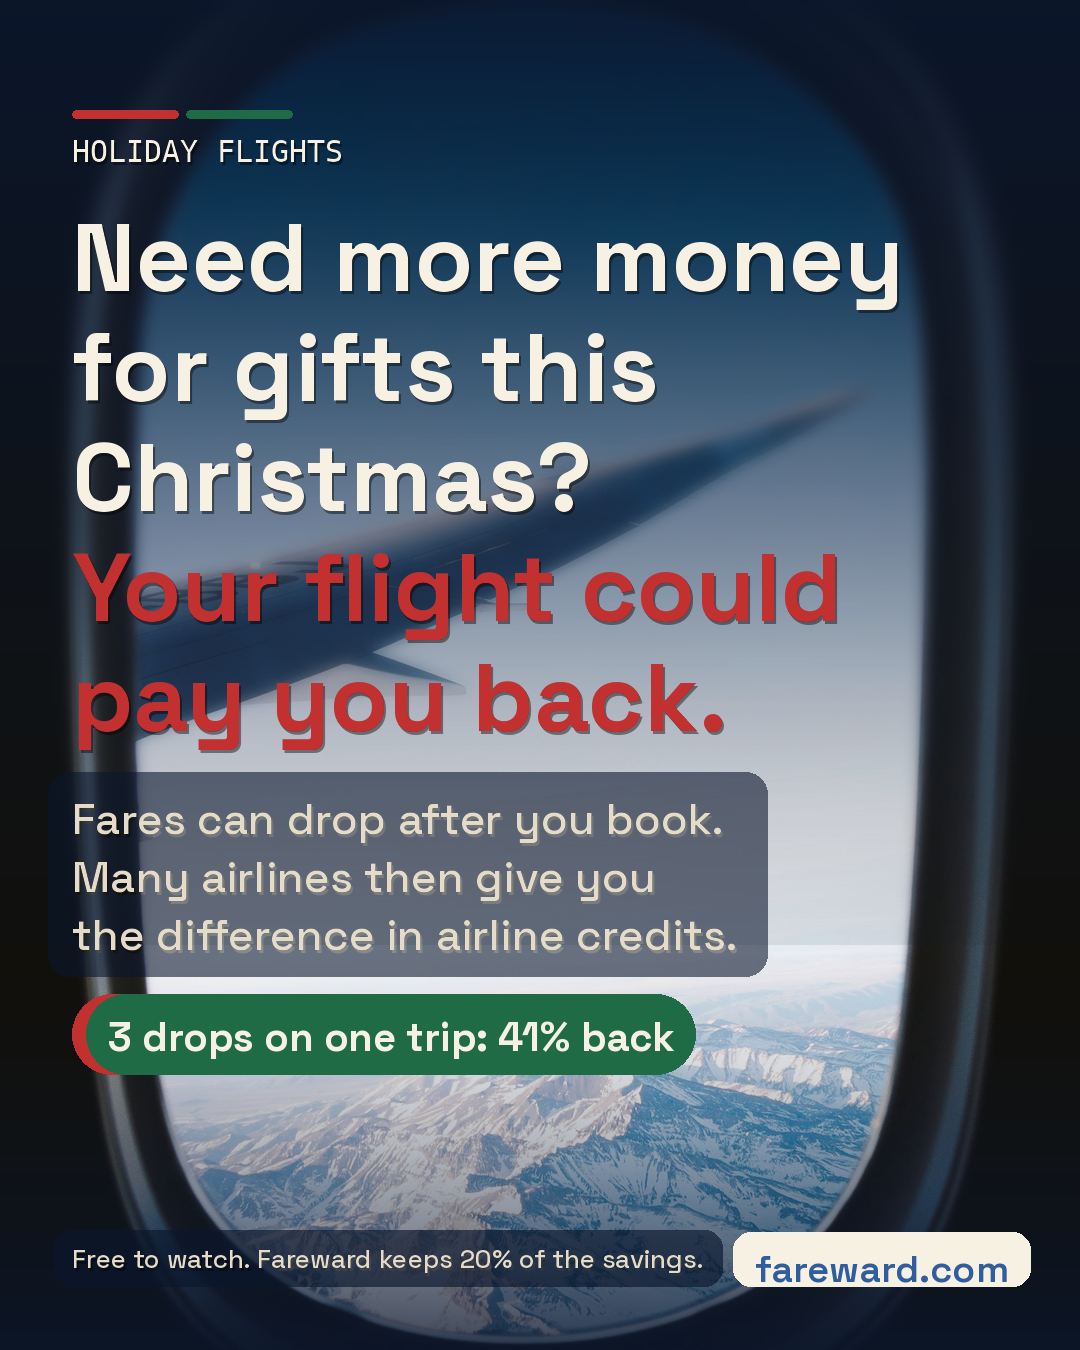 HOLIDAY FLIGHTS
Need more money
for gifts this
Christmas?
Your flight could
pay you back.
Fares can drop after you book.
Many airlines then give you
the difference in airline credits.
3 drops on one trip: 41% back
Free to watch. Fareward keeps 20% of the savings.
fareward.com